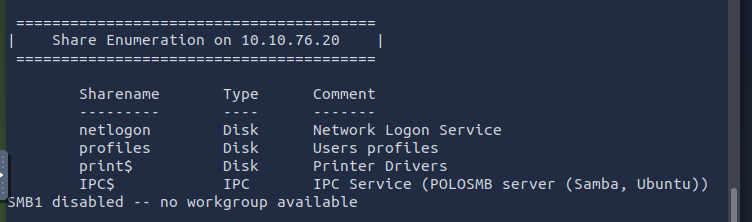 ========================================
|    Share Enumeration on 10.10.76.20    |
========================================
Sharename       Type      Comment
---------       ----      -------
netlogon        Disk      Network Logon Service
profiles        Disk      Users profiles
print$          Disk      Printer Drivers
IPC$            IPC       IPC Service (POLOSMB server (Samba, Ubuntu))
SMB1 disabled -- no workgroup available